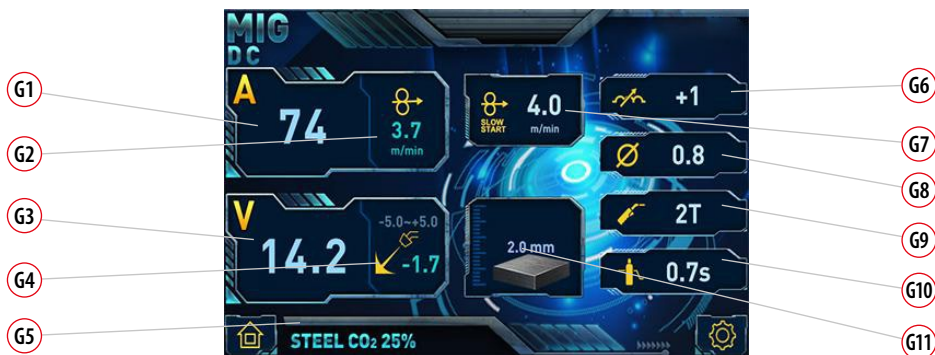 MIG
DC
G1
A
74
3.7
m/min
G2
SLOW
START
4.0
m/min
+1
G6
G7
0.8
G8
G3
V
14.2
-5.0~+5.0
-1.7
G4
2.0 mm
2T
G9
0.7s
G10
G5
STEEL CO₂ 25%
G11